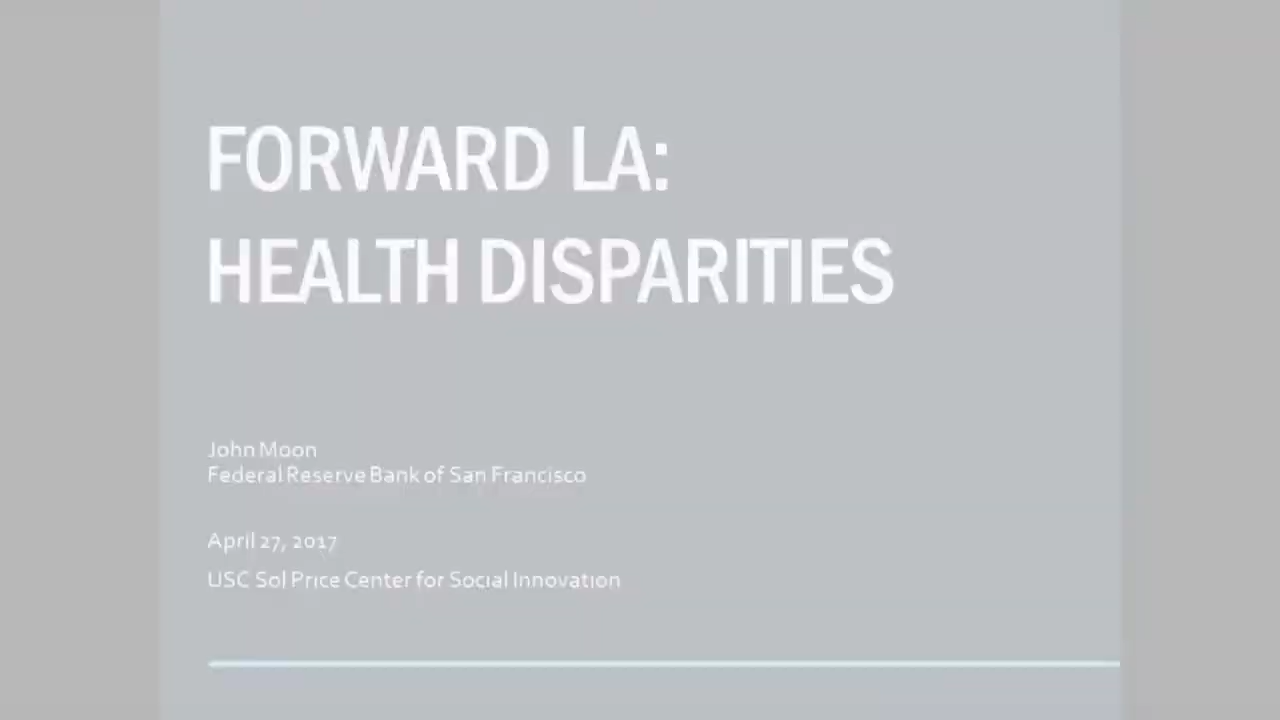 FORWARD LA:
HEALTH DISPARITIES
John Moon
Federal Reserve Bank of San Francisco
April 27, 2017
USC Sol Price Center for Social Innovation